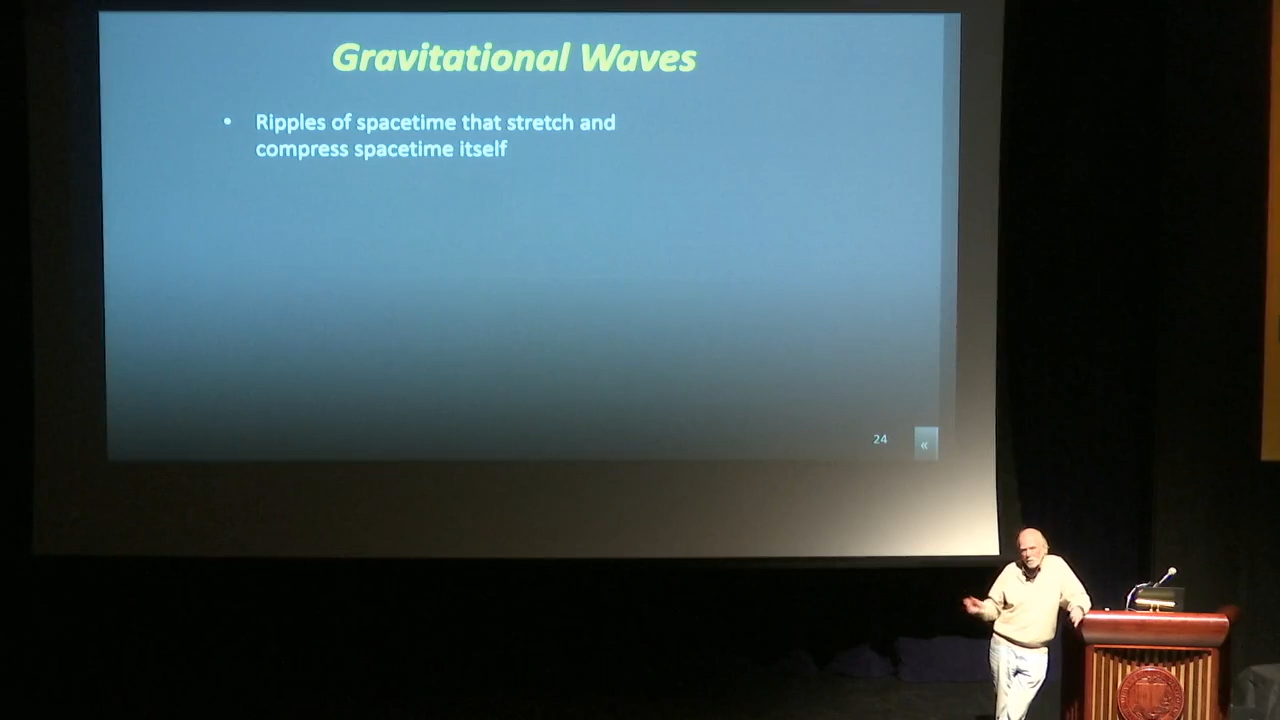 Gravitational Waves
• Ripples of spacetime that stretch and
compress spacetime itself
24
«